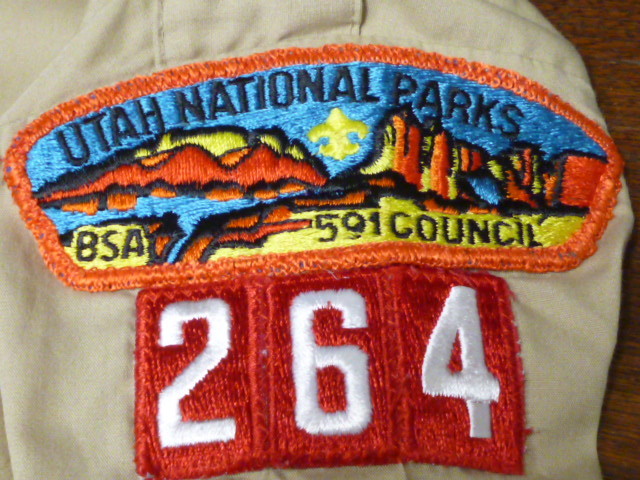 UTAH NATIONAL PARKS
BSA 591 COUNCIL
264